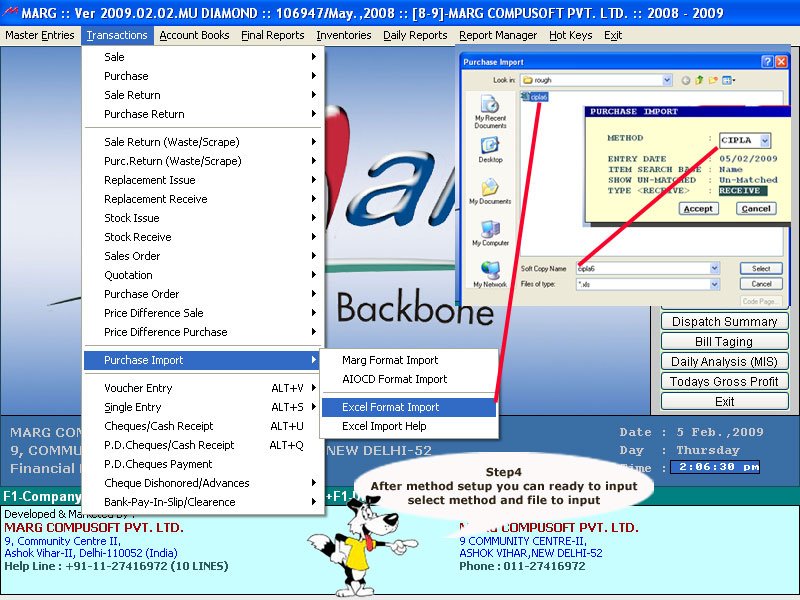 MARG :: Ver 2009.02.02.MU DIAMOND :: 106947/May.,2008 :: [8-9]-MARG COMPUSOFT PVT. LTD. :: 2008 - 2009
Master Entries Transactions Account Books Final Reports Inventories Daily Reports Report Manager Hot Keys Exit
Sale
Purchase
Sale Return
Purchase Return
Sale Return (Waste/Scrape)
Purc.Return (Waste/Scrape)
Replacement Issue
Replacement Receive
Stock Issue
Stock Receive
Sales Order
Quotation
Purchase Order
Price Difference Sale
Price Difference Purchase
Purchase Import
Voucher Entry ALT+V
Single Entry ALT+S
Cheques/Cash Receipt ALT+U
P.D.Cheques/Cash Receipt ALT+Q
P.D.Cheques Payment
Cheque Dishonored/Advances
Bank-Pay-In-Slip/Clearence
Marg Format Import
AIOCD Format Import
Excel Format Import
Excel Import Help
Purchase Import
Look in: rough
cipla6
My Recent
Documents
Desktop
My Documents
My Computer
My Network
Soft Copy Name cipla6 Select
Files of type: *.xls Cancel
Code Page...
PURCHASE IMPORT
METHOD : CIPLA
ENTRY DATE : 05/02/2009
ITEM SEARCH BASE : Name
SHOW UN-MATCHED : Un-Matched
TYPE <RECEIVE> : RECEIVE
Accept Cancel
Backbone
Dispatch Summary
Bill Taging
Daily Analysis (MIS)
Todays Gross Profit
Exit
MARG COM
9, COMMU NEW DELHI-52
Financial
Date : 5 Feb.,2009
Day : Thursday
Time : 2:06:30 pm
F1-Company
Step4
After method setup you can ready to input
select method and file to input
Developed & Marketed By :
MARG COMPUSOFT PVT. LTD.
9, Community Centre II,
Ashok Vihar-II, Delhi-110052 (India)
Help Line : +91-11-27416972 (10 LINES)
MARG COMPUSOFT PVT. LTD.
9 COMMUNITY CENTRE-II,
ASHOK VIHAR,NEW DELHI-52
Phone : 011-27416972